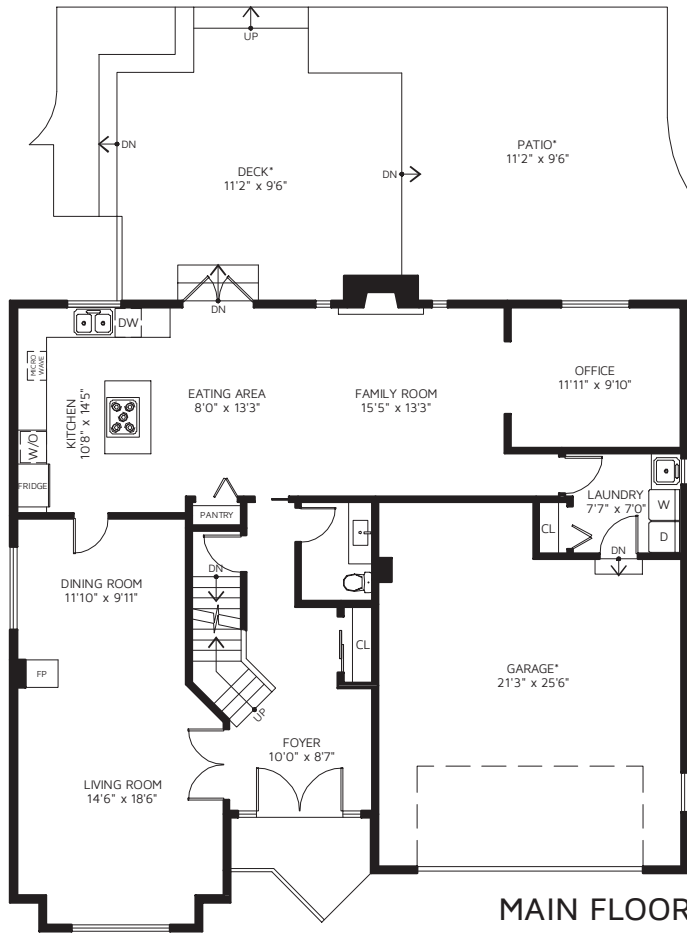 UP
DN
DECK*
11'2" x 9'6"
DN
PATIO*
11'2" x 9'6"
DN
DW
MICRO
WAVE
KITCHEN
10'8" x 14'5"
W/O
FRIDGE
EATING AREA
8'0" x 13'3"
FAMILY ROOM
15'5" x 13'3"
OFFICE
11'11" x 9'10"
LAUNDRY
7'7" x 7'0"
W
D
CL
DN
PANTRY
DN
DINING ROOM
11'10" x 9'11"
FP
CL
GARAGE*
21'3" x 25'6"
UP
FOYER
10'0" x 8'7"
LIVING ROOM
14'6" x 18'6"
MAIN FLOOR